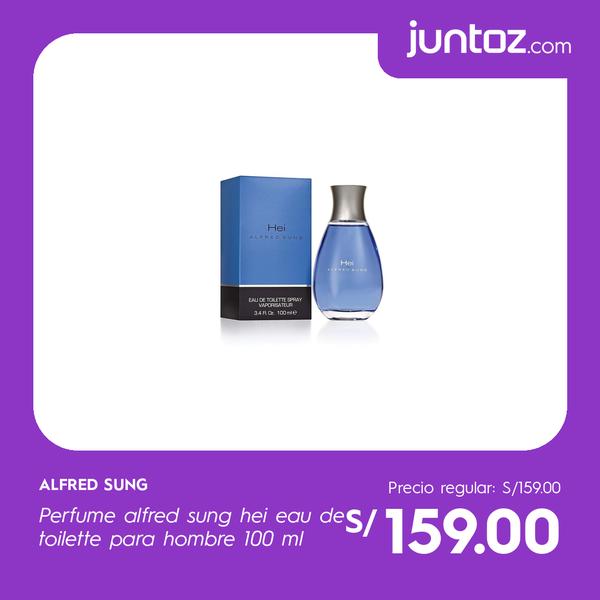 juntoz.com
Hei
ALFRED SUNG
EAU DE TOILETTE SPRAY
VAPORISATEUR
3.4 Fl. Oz. 100 ml e
Hei
ALFRED SUNG
ALFRED SUNG
Perfume alfred sung hei eau de
toilette para hombre 100 ml
Precio regular: S/159.00
S/159.00